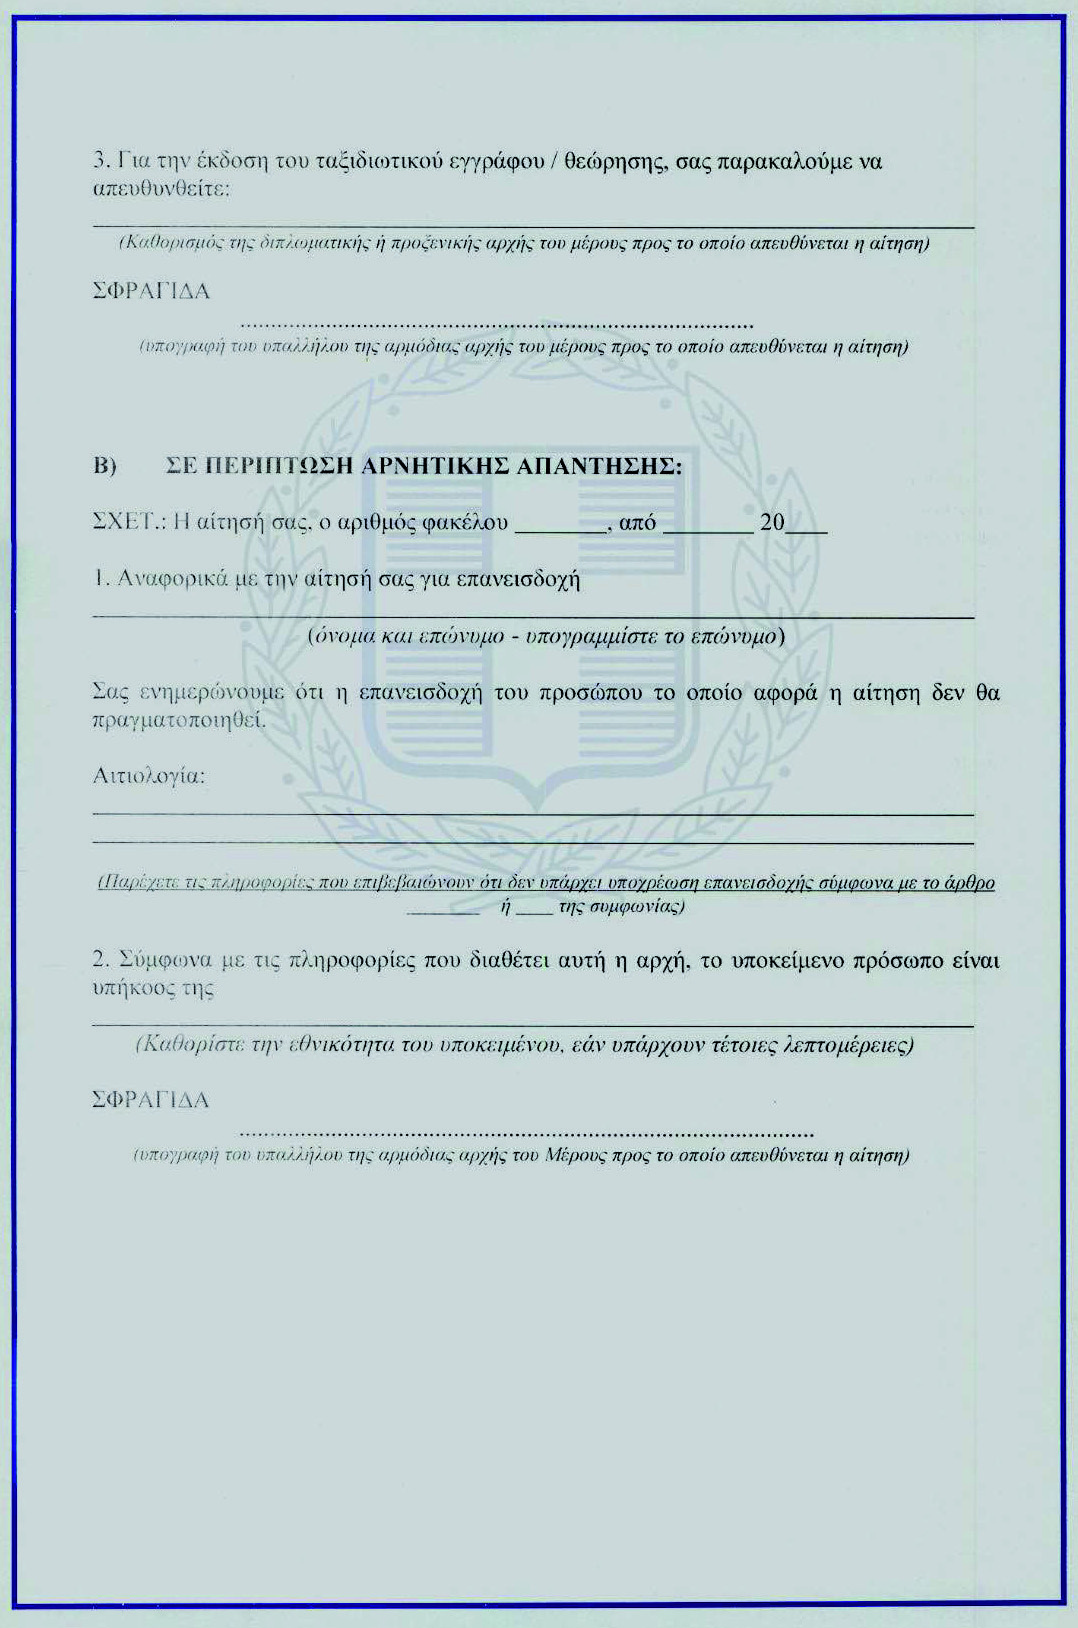 3. Για την έκδοση του ταξιδιωτικού εγγράφου / θεώρησης, σας παρακαλούμε να
απευθυνθείτε:
(Καθορισμός της διπλωματικής ή προξενικής αρχής του μέρους προς το οποίο απευθύνεται η αίτηση)
ΣΦΡΑΓΙΔΑ
(υπογραφή του υπαλλήλου της αρμόδιας αρχής του μέρους προς το οποίο απευθύνεται η αίτηση)
Β) ΣΕ ΠΕΡΙΠΤΩΣΗ ΑΡΝΗΤΙΚΗΣ ΑΠΑΝΤΗΣΗΣ:
ΣΧΕΤ.: Η αίτησή σας, ο αριθμός φακέλου ________, από ________ 20____
1. Αναφορικά με την αίτησή σας για επανεισδοχή
(όνομα και επώνυμο - υπογραμμίστε το επώνυμο)
Σας ενημερώνουμε ότι η επανεισδοχή του προσώπου το οποίο αφορά η αίτηση δεν θα
πραγματοποιηθεί.
Αιτιολογία:
(Παρέχετε τις πληροφορίες που επιβεβαιώνουν ότι δεν υπάρχει υποχρέωση επανεισδοχής σύμφωνα με το άρθρο
_______ ή ____ της συμφωνίας)
2. Σύμφωνα με τις πληροφορίες που διαθέτει αυτή η αρχή, το υποκείμενο πρόσωπο είναι
υπήκοος της
(Καθορίστε την εθνικότητα του υποκειμένου, εάν υπάρχουν τέτοιες λεπτομέρειες)
ΣΦΡΑΓΙΔΑ
(υπογραφή του υπαλλήλου της αρμόδιας αρχής του Μέρους προς το οποίο απευθύνεται η αίτηση)